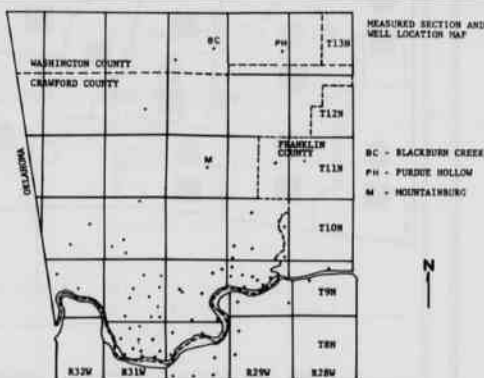 MEASURED SECTION AND
WELL LOCATION MAP
BC
PH
T13N
WASHINGTON COUNTY
CRAWFORD COUNTY
T12N
FRANKLIN
COUNTY
OKLAHOMA
M
T11N
BC - BLACKBURN CREEK
PH - PURDUE HOLLOW
M - MOUNTAINBURG
T10N
N
T9N
T8N
R32W
R31W
R29W
R28W